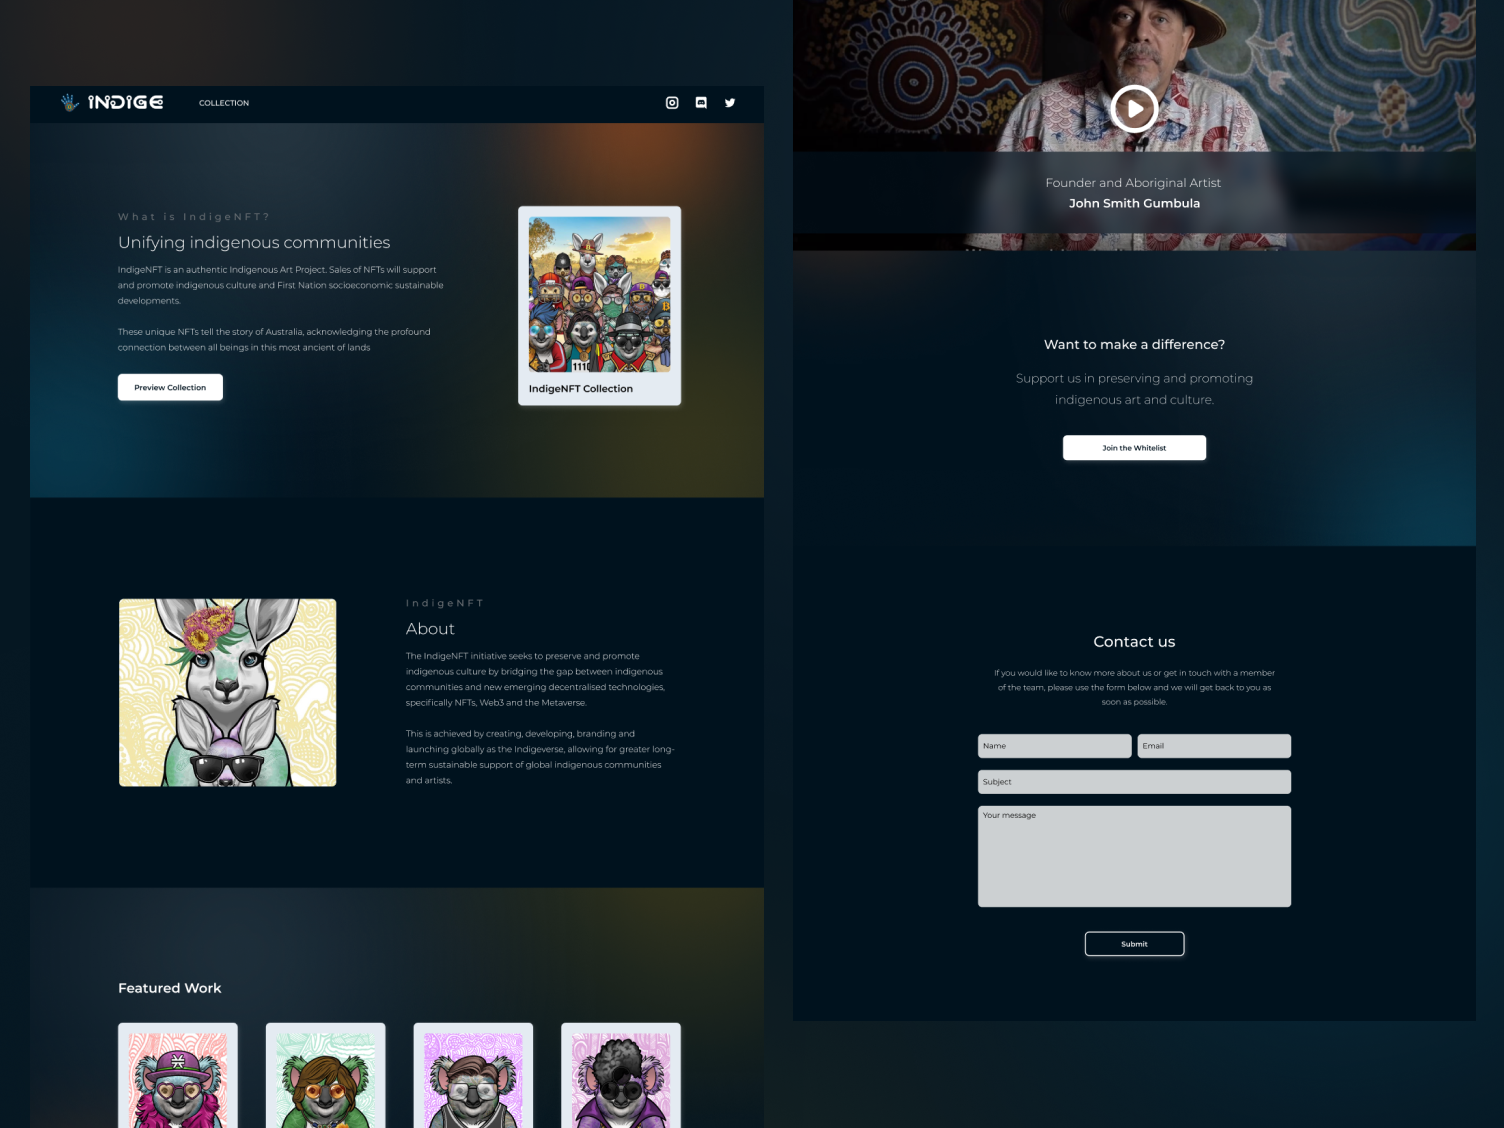 INDIGE
COLLECTION
What is IndigeNFT?
Unifying indigenous communities
IndigeNFT is an authentic Indigenous Art Project. Sales of NFTs will support
and promote indigenous culture and First Nation socioeconomic sustainable
developments.
These unique NFTs tell the story of Australia, acknowledging the profound
connection between all beings in this most ancient of lands
Preview Collection
B
B
111
IndigeNFT Collection
IndigeNFT
About
The IndigeNFT initiative seeks to preserve and promote
indigenous culture by bridging the gap between indigenous
communities and new emerging decentralised technologies,
specifically NFTs, Web3 and the Metaverse.
This is achieved by creating, developing, branding and
launching globally as the Indigeverse, allowing for greater long-
term sustainable support of global indigenous communities
and artists.
Featured Work
Founder and Aboriginal Artist
John Smith Gumbula
Want to make a difference?
Support us in preserving and promoting
indigenous art and culture.
Join the Whitelist
Contact us
If you would like to know more about us or get in touch with a member
of the team, please use the form below and we will get back to you as
soon as possible.
Name
Email
Subject
Your message
Submit